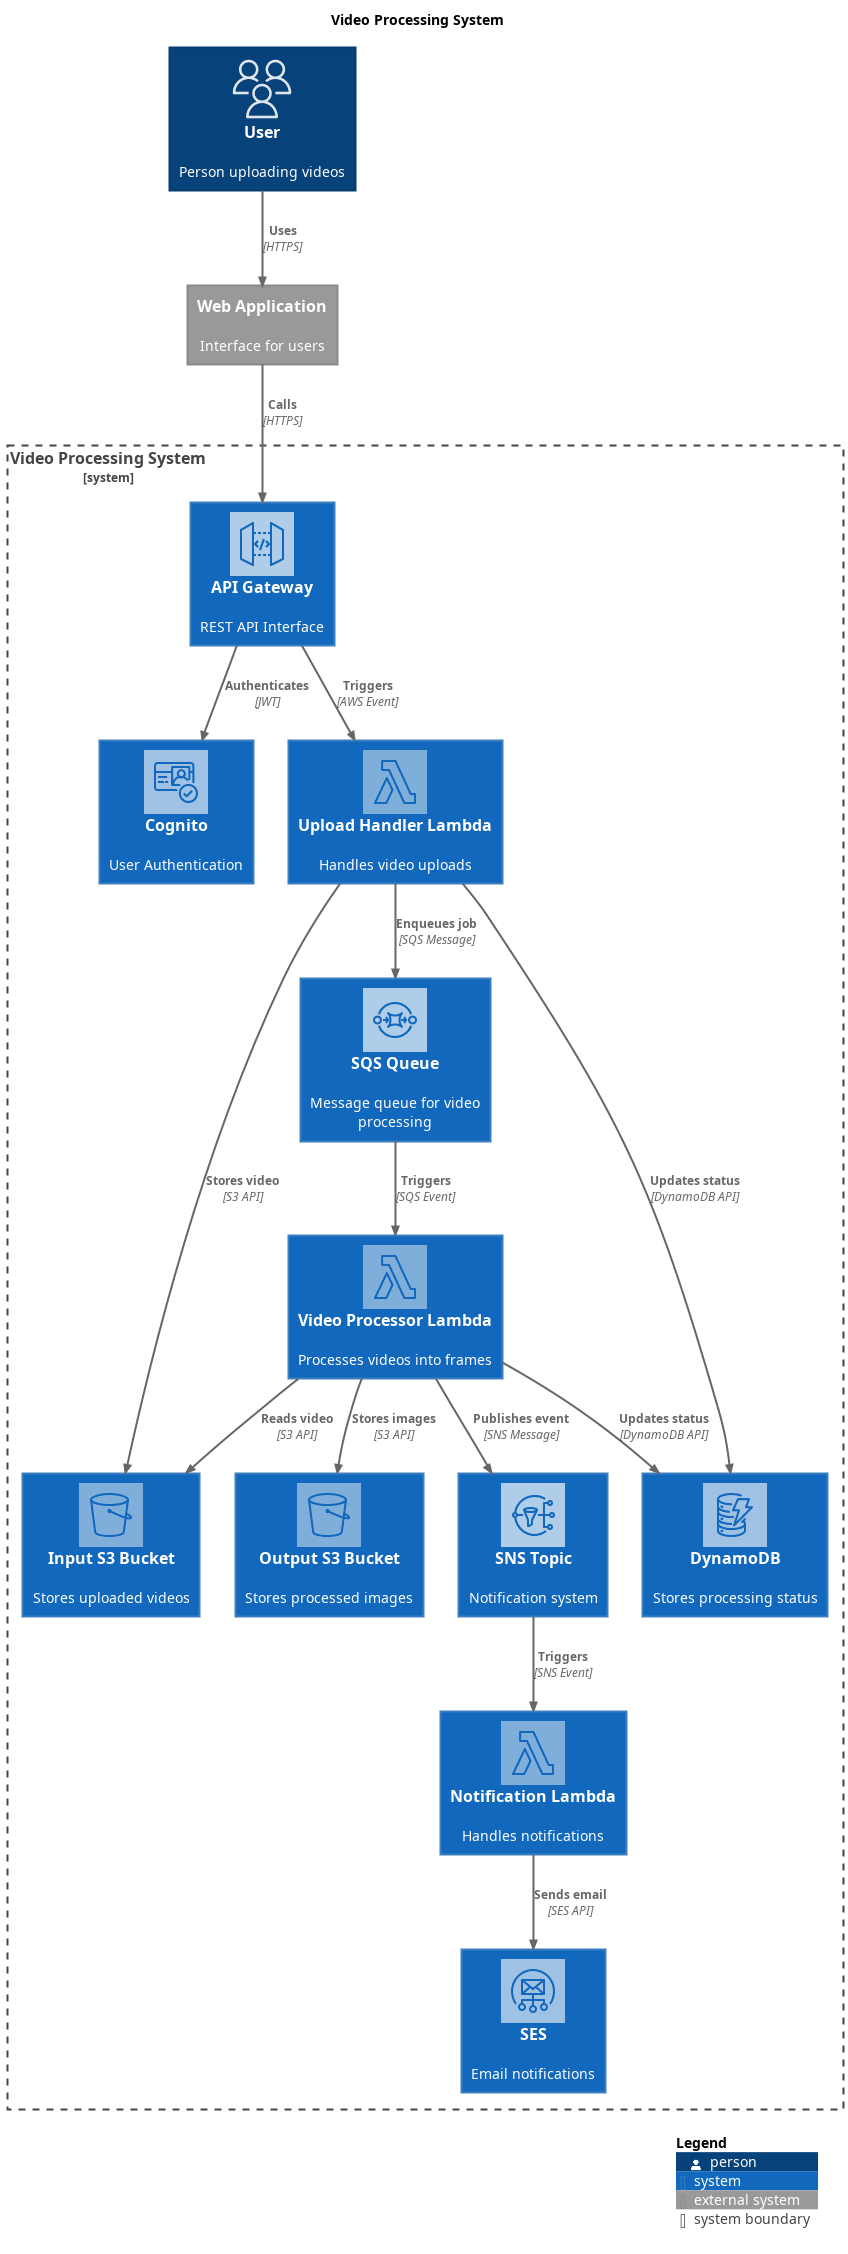 Video Processing System
User
Person uploading videos
Uses
[HTTPS]
Web Application
Interface for users
Calls
[HTTPS]
Video Processing System
[system]
API Gateway
REST API Interface
Authenticates
[JWT]
Triggers
[AWS Event]
Cognito
User Authentication
Upload Handler Lambda
Handles video uploads
Enqueues job
[SQS Message]
SQS Queue
Message queue for video
processing
Stores video
[S3 API]
Triggers
[SQS Event]
Updates status
[DynamoDB API]
Video Processor Lambda
Processes videos into frames
Reads video
[S3 API]
Stores images
[S3 API]
Publishes event
[SNS Message]
Updates status
[DynamoDB API]
Input S3 Bucket
Stores uploaded videos
Output S3 Bucket
Stores processed images
SNS Topic
Notification system
DynamoDB
Stores processing status
Triggers
[SNS Event]
Notification Lambda
Handles notifications
Sends email
[SES API]
SES
Email notifications
Legend
person
system
external system
system boundary